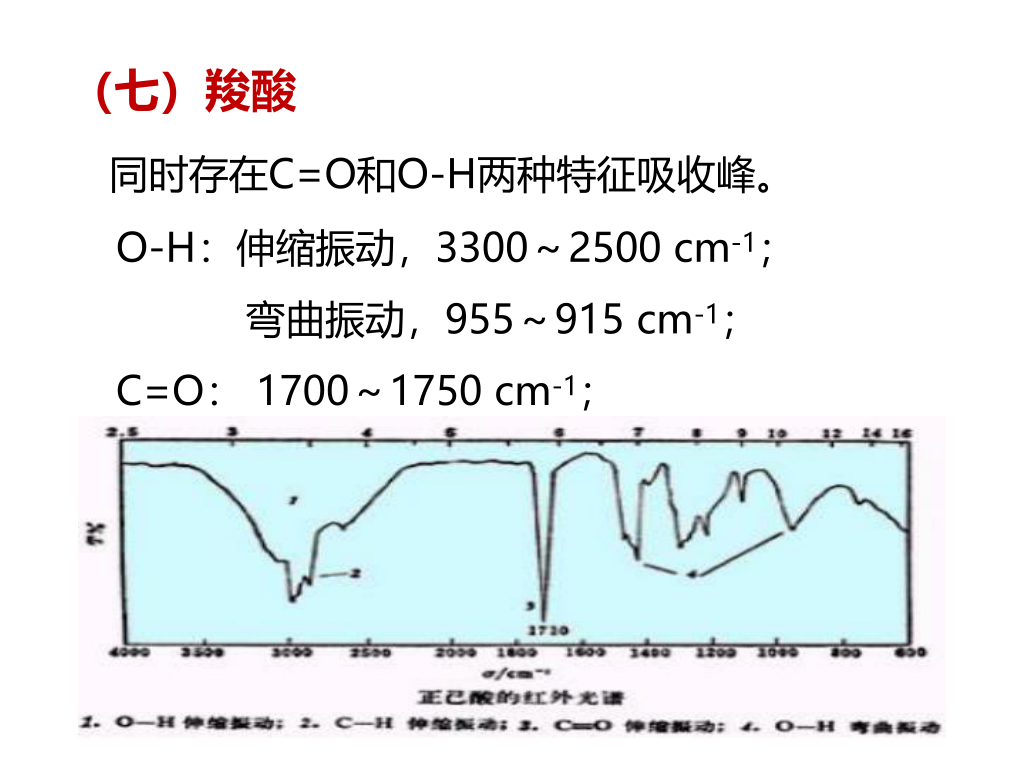 （七）羧酸
同时存在C=O和O-H两种特征吸收峰。
O-H：伸缩振动，3300～2500 cm-1；
弯曲振动，955～915 cm-1；
C=O： 1700～1750 cm-1；
2.5 3 4 5 6 7 8 9 10 12 14 16
1
T%
2
4
3
1710
4000 3500 3000 2500 2000 1800 1600 1400 1200 1000 800 600
σ/cm⁻¹
正己酸的红外光谱
1. O—H 伸缩振动； 2. C—H 伸缩振动； 3. C=O 伸缩振动； 4. O—H 弯曲振动